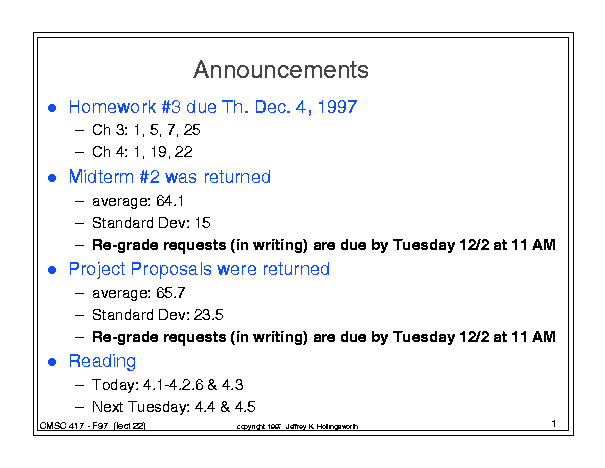 Announcements
● Homework #3 due Th. Dec. 4, 1997
– Ch 3: 1, 5, 7, 25
– Ch 4: 1, 19, 22
● Midterm #2 was returned
– average: 64.1
– Standard Dev: 15
– Re-grade requests (in writing) are due by Tuesday 12/2 at 11 AM
● Project Proposals were returned
– average: 65.7
– Standard Dev: 23.5
– Re-grade requests (in writing) are due by Tuesday 12/2 at 11 AM
● Reading
– Today: 4.1-4.2.6 & 4.3
– Next Tuesday: 4.4 & 4.5
CMSC 417 - F97 (lect 22) copyright 1997 Jeffrey K. Hollingsworth 1